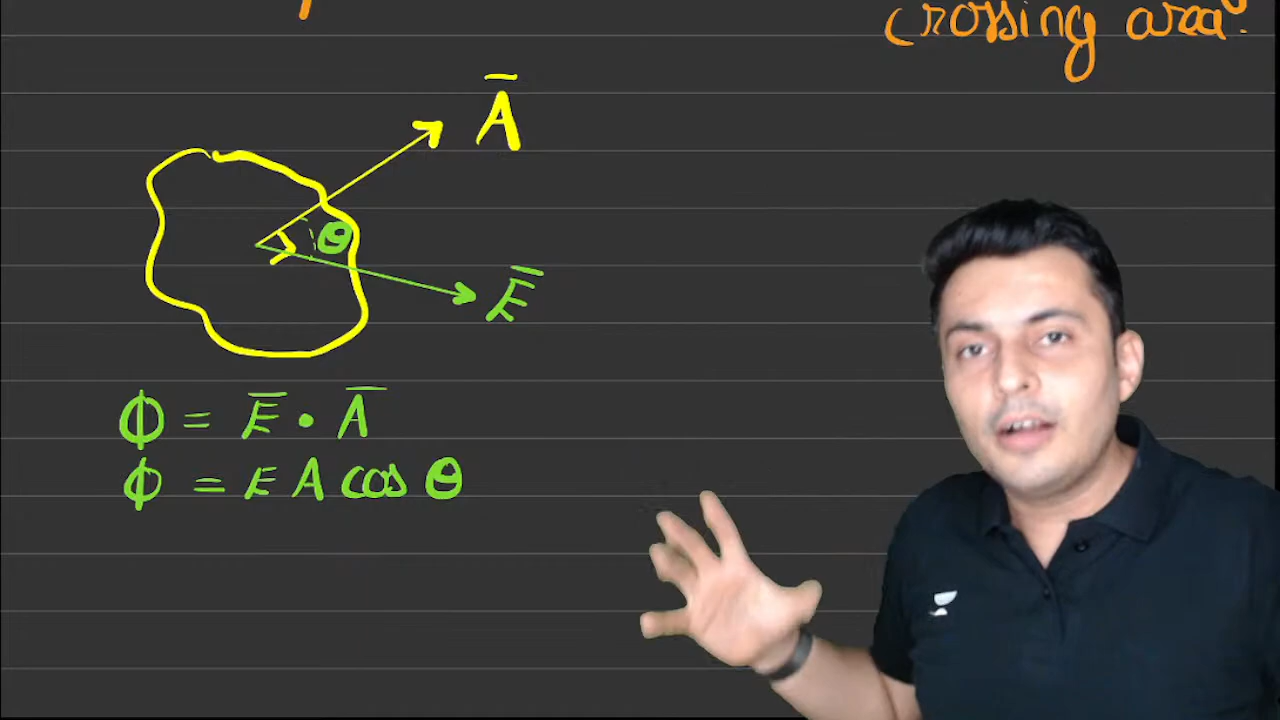 crossing area.
Ā
θ
Ē
Φ = Ē • Ā
Φ = E A cos θ